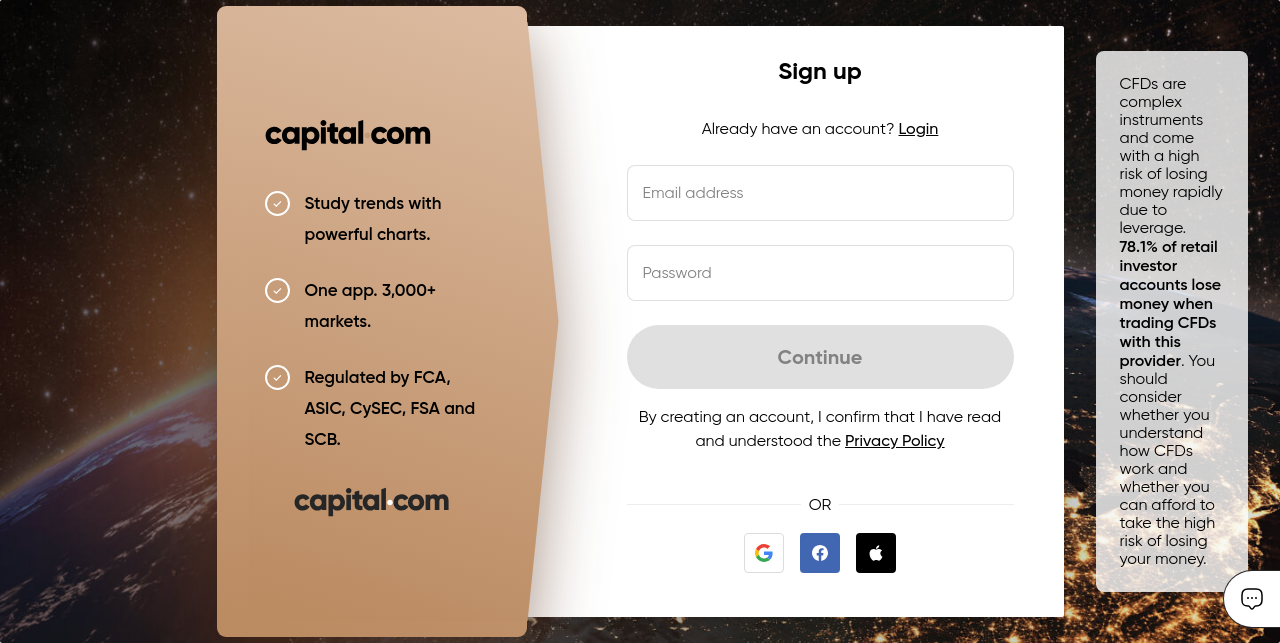 capital com
Study trends with
powerful charts.
One app. 3,000+
markets.
Regulated by FCA,
ASIC, CySEC, FSA and
SCB.
capital.com
Sign up
Already have an account? Login
Email address
Password
Continue
By creating an account, I confirm that I have read
and understood the Privacy Policy
OR
CFDs are
complex
instruments
and come
with a high
risk of losing
money rapidly
due to
leverage.
78.1% of retail
investor
accounts lose
money when
trading CFDs
with this
provider. You
should
consider
whether you
understand
how CFDs
work and
whether you
can afford to
take the high
risk of losing
your money.